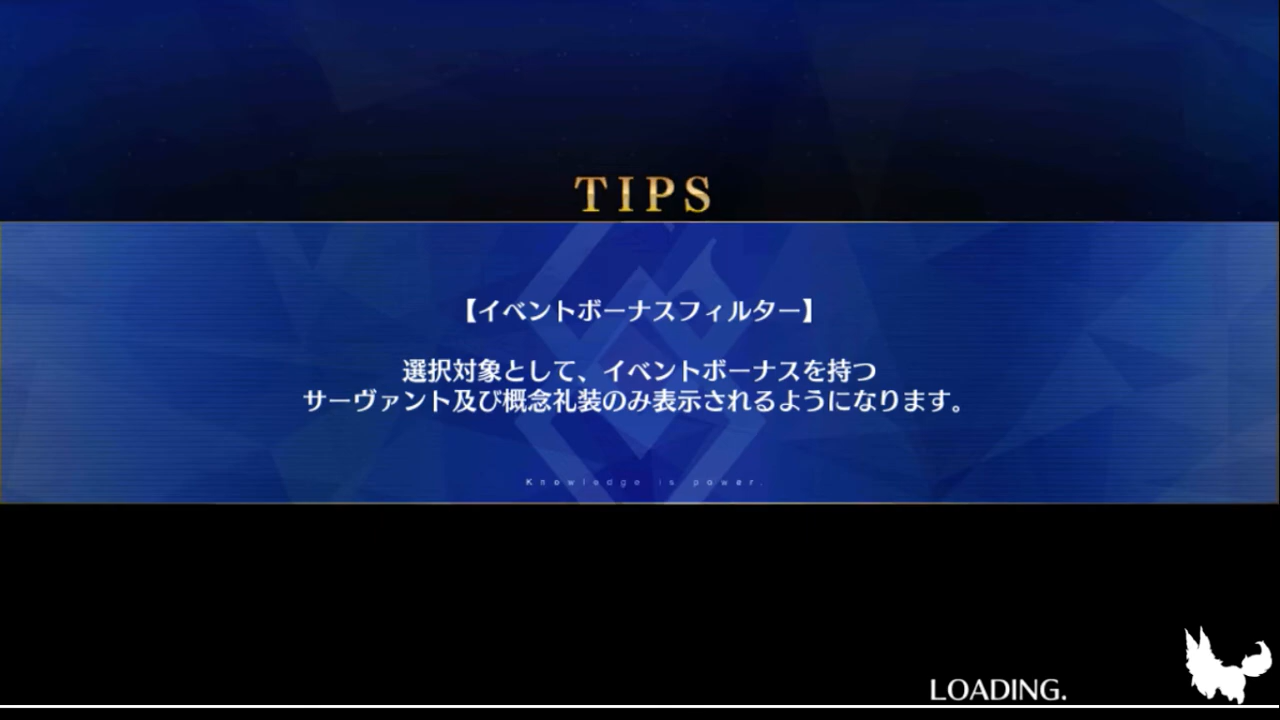 TIPS
【イベントボーナスフィルター】
選択対象として、イベントボーナスを持つ
サーヴァント及び概念礼装のみ表示されるようになります。
Knowledge is power.
LOADING.